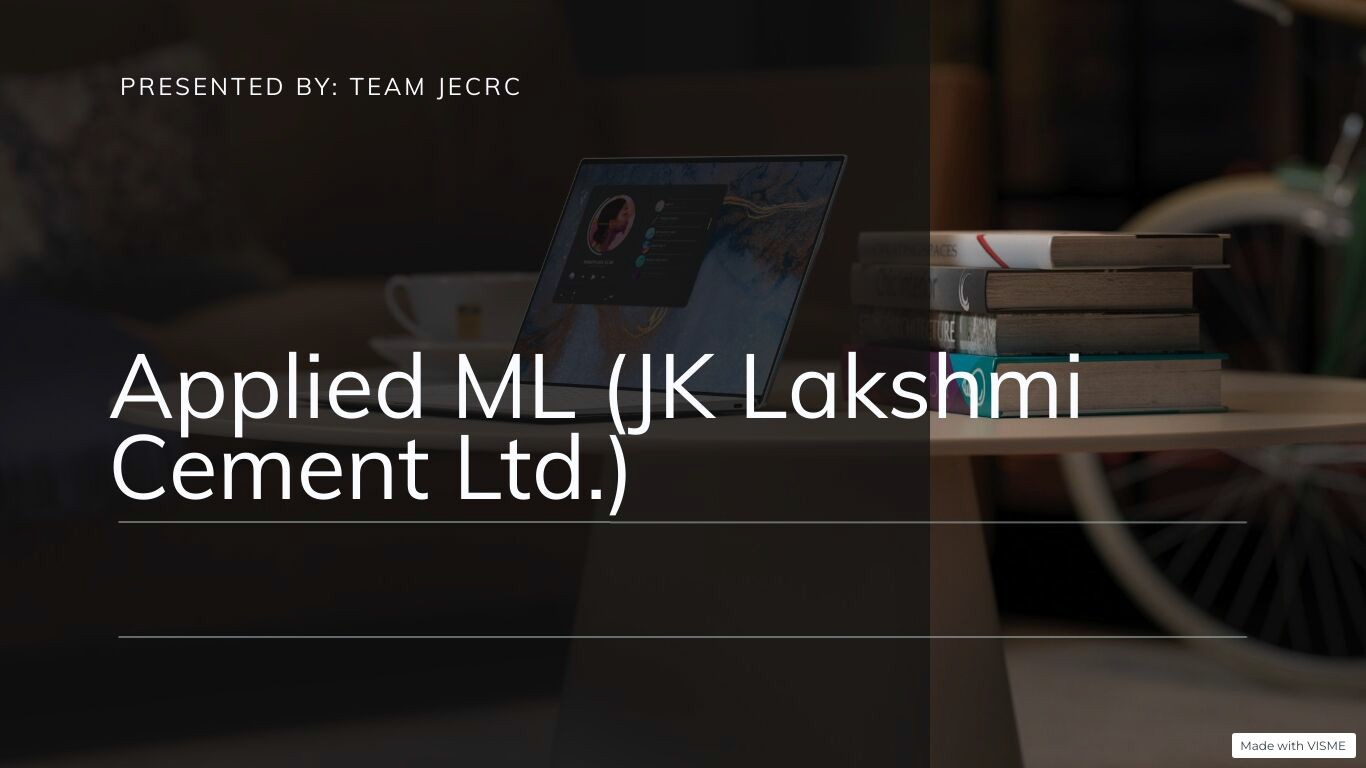 PRESENTED BY: TEAM JECRC
Applied ML (JK Lakshmi
Cement Ltd.)
Made with VISME